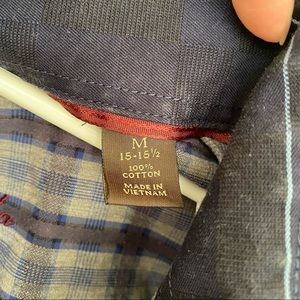 M
15-15½
100%
COTTON
MADE IN
VIETNAM